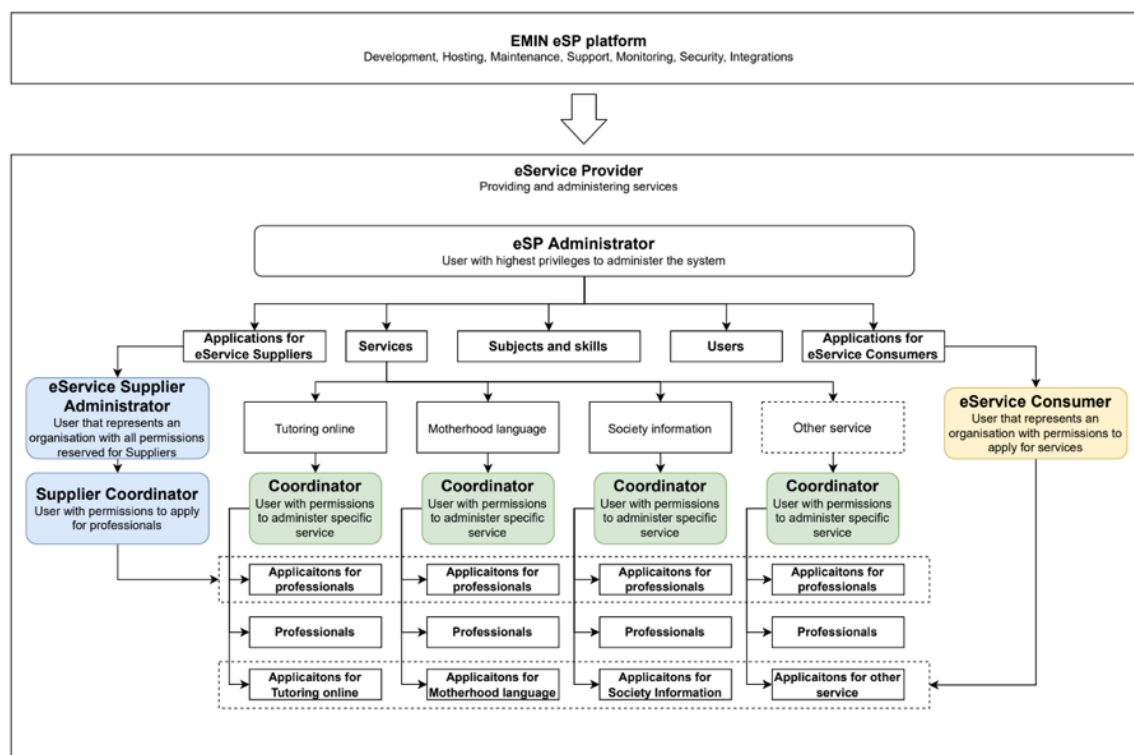 EMIN eSP platform
Development, Hosting, Maintenance, Support, Monitoring, Security, Integrations
eService Provider
Providing and administering services
eSP Administrator
User with highest privileges to administer the system
Applications for
eService Suppliers
Services
Subjects and skills
Users
Applications for
eService Consumers
eService Supplier
Administrator
User that represents an
organisation with all permissions
reserved for Suppliers
Tutoring online
Motherhood language
Society information
Other service
eService Consumer
User that represents an
organisation with permissions to
apply for services
Supplier Coordinator
User with permissions to apply
for professionals
Coordinator
User with permissions
to administer specific
service
Coordinator
User with permissions
to administer specific
service
Coordinator
User with permissions
to administer specific
service
Coordinator
User with permissions
to administer specific
service
Applicaitons for
professionals
Applicaitons for
professionals
Applicaitons for
professionals
Applicaitons for
professionals
Professionals
Professionals
Professionals
Professionals
Applicaitons for
Tutoring online
Applicaitons for
Motherhood language
Applicaitons for
Society Information
Applicaitons for other
service